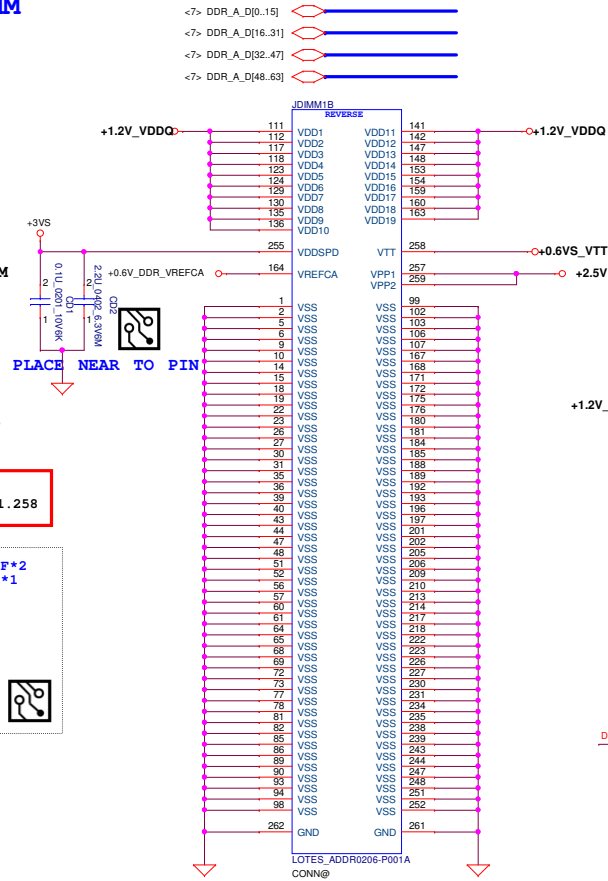 <7> DDR_A_D[0..15]
<7> DDR_A_D[16..31]
<7> DDR_A_D[32..47]
<7> DDR_A_D[48..63]
JDIMM1B
REVERSE
+1.2V_VDDQ 111 VDD1 VDD11 141 +1.2V_VDDQ
112 VDD2 VDD12 142
117 VDD3 VDD13 147
118 VDD4 VDD14 148
123 VDD5 VDD15 153
124 VDD6 VDD16 154
129 VDD7 VDD17 159
130 VDD8 VDD18 160
135 VDD9 VDD19 163
136 VDD10
+3VS
255 VDDSPD VTT 258 +0.6VS_VTT
+0.6V_DDR_VREFCA 164 VREFCA VPP1 257 +2.5V
VPP2 259
2 2
0.1U_0201_10V6K
CD1
2.2U_0402_6.3V6M
CD2
1 1
PLACE NEAR TO PIN
1 VSS VSS 99
2 VSS VSS 102
5 VSS VSS 103
6 VSS VSS 106
9 VSS VSS 107
10 VSS VSS 167
14 VSS VSS 168
15 VSS VSS 171
18 VSS VSS 172
19 VSS VSS 175
22 VSS VSS 176
23 VSS VSS 180
26 VSS VSS 181
27 VSS VSS 184
30 VSS VSS 185
31 VSS VSS 188
35 VSS VSS 189
36 VSS VSS 192
39 VSS VSS 193
40 VSS VSS 196
43 VSS VSS 197
44 VSS VSS 201
47 VSS VSS 202
48 VSS VSS 205
51 VSS VSS 206
52 VSS VSS 209
56 VSS VSS 210
57 VSS VSS 213
60 VSS VSS 214
61 VSS VSS 217
64 VSS VSS 218
65 VSS VSS 222
68 VSS VSS 223
69 VSS VSS 226
72 VSS VSS 227
73 VSS VSS 230
77 VSS VSS 231
78 VSS VSS 234
81 VSS VSS 235
82 VSS VSS 238
85 VSS VSS 239
86 VSS VSS 243
89 VSS VSS 244
90 VSS VSS 247
93 VSS VSS 248
94 VSS VSS 251
98 VSS VSS 252
262 GND GND 261
LOTES_ADDR0206-P001A
CONN@
+1.2V_
.258
F*2
*1